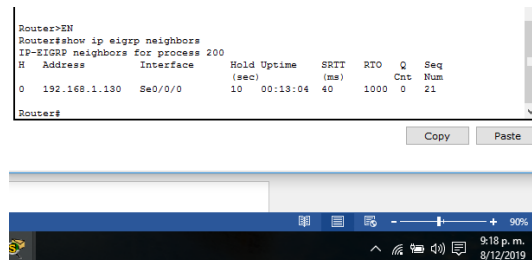 Router>EN
Router#show ip eigrp neighbors
IP-EIGRP neighbors for process 200
H   Address         Interface      Hold Uptime    SRTT   RTO   Q   Seq
                                   (sec)          (ms)        Cnt  Num
0   192.168.1.130   Se0/0/0        10   00:13:04  40     1000  0   21
Router#
Copy Paste
90%
9:18 p. m.
8/12/2019